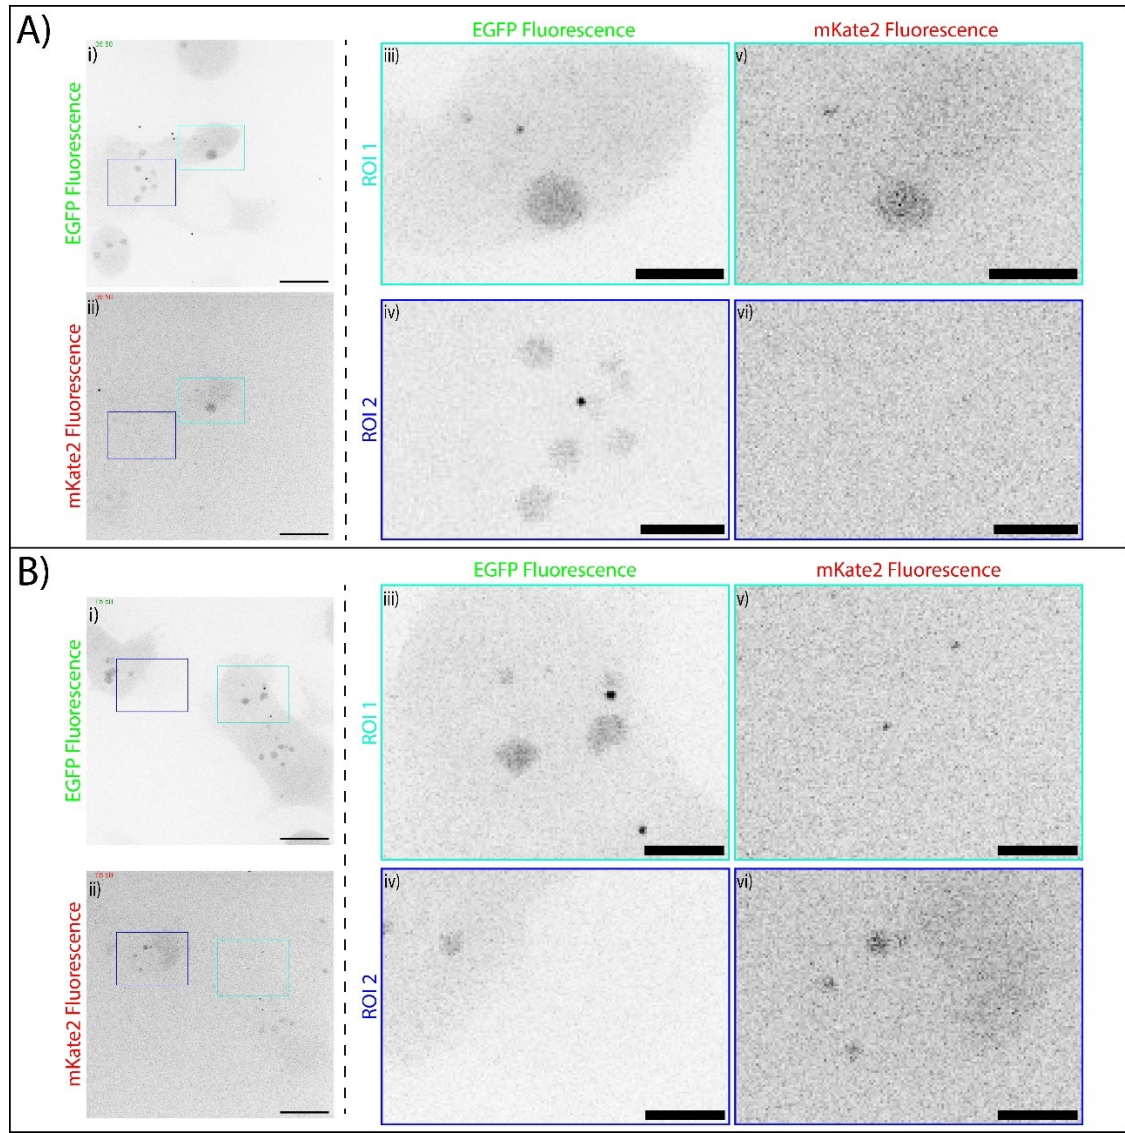 A)
i)
EGFP Fluorescence
ii)
mKate2 Fluorescence
EGFP Fluorescence
mKate2 Fluorescence
ROI 1
iii)
v)
ROI 2
iv)
vi)
B)
i)
EGFP Fluorescence
ii)
mKate2 Fluorescence
EGFP Fluorescence
mKate2 Fluorescence
ROI 1
iii)
v)
ROI 2
iv)
vi)